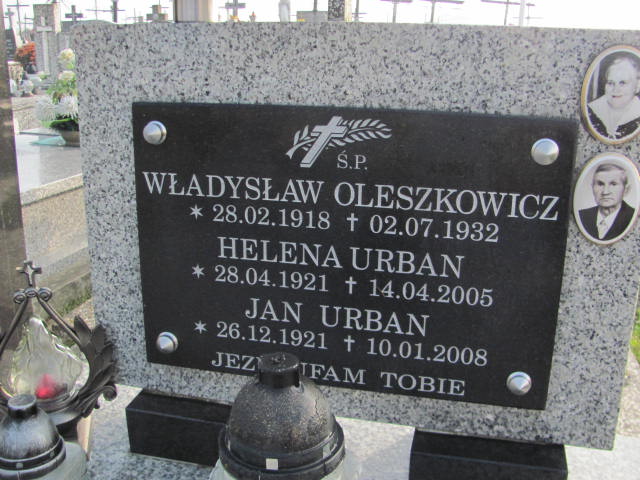 Ś.P.
WŁADYSŁAW OLESZKOWICZ
* 28.02.1918 † 02.07.1932
HELENA URBAN
* 28.04.1921 † 14.04.2005
JAN URBAN
* 26.12.1921 † 10.01.2008
UFAM TOBIE